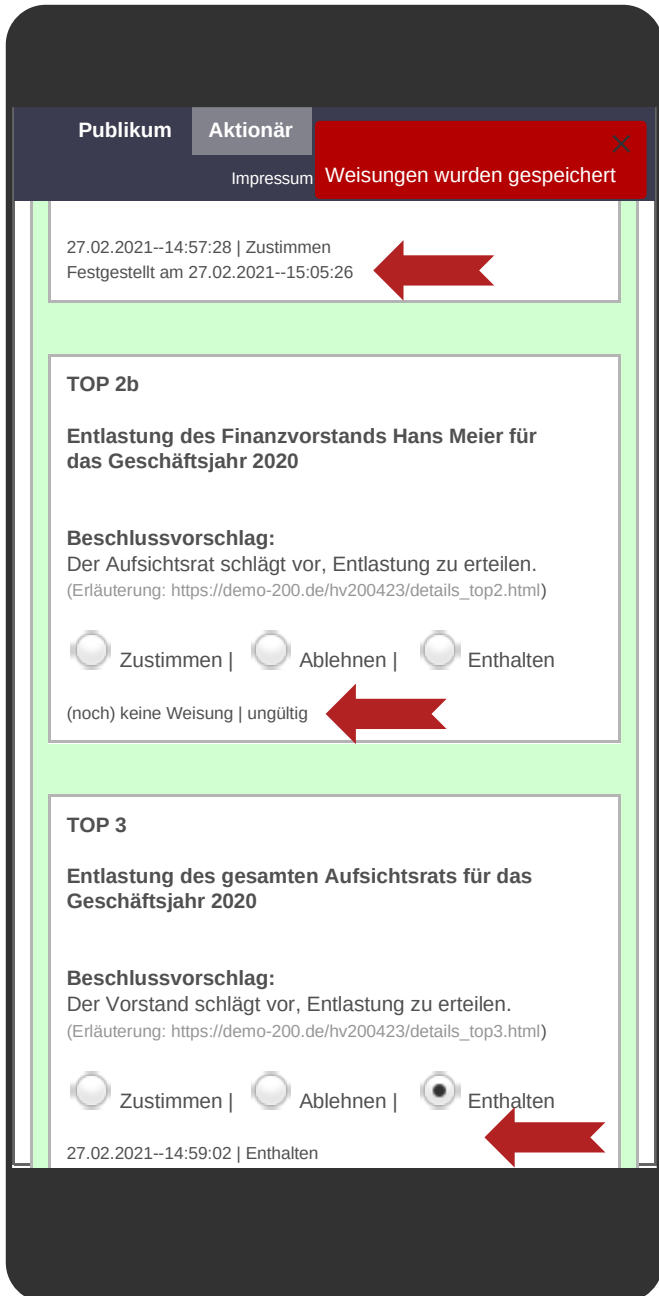 Publikum Aktionär
Impressum
Weisungen wurden gespeichert
27.02.2021--14:57:28 | Zustimmen
Festgestellt am 27.02.2021--15:05:26
TOP 2b
Entlastung des Finanzvorstands Hans Meier für
das Geschäftsjahr 2020
Beschlussvorschlag:
Der Aufsichtsrat schlägt vor, Entlastung zu erteilen.
(Erläuterung: https://demo-200.de/hv200423/details_top2.html)
Zustimmen | Ablehnen | Enthalten
(noch) keine Weisung | ungültig
TOP 3
Entlastung des gesamten Aufsichtsrats für das
Geschäftsjahr 2020
Beschlussvorschlag:
Der Vorstand schlägt vor, Entlastung zu erteilen.
(Erläuterung: https://demo-200.de/hv200423/details_top3.html)
Zustimmen | Ablehnen | Enthalten
27.02.2021--14:59:02 | Enthalten